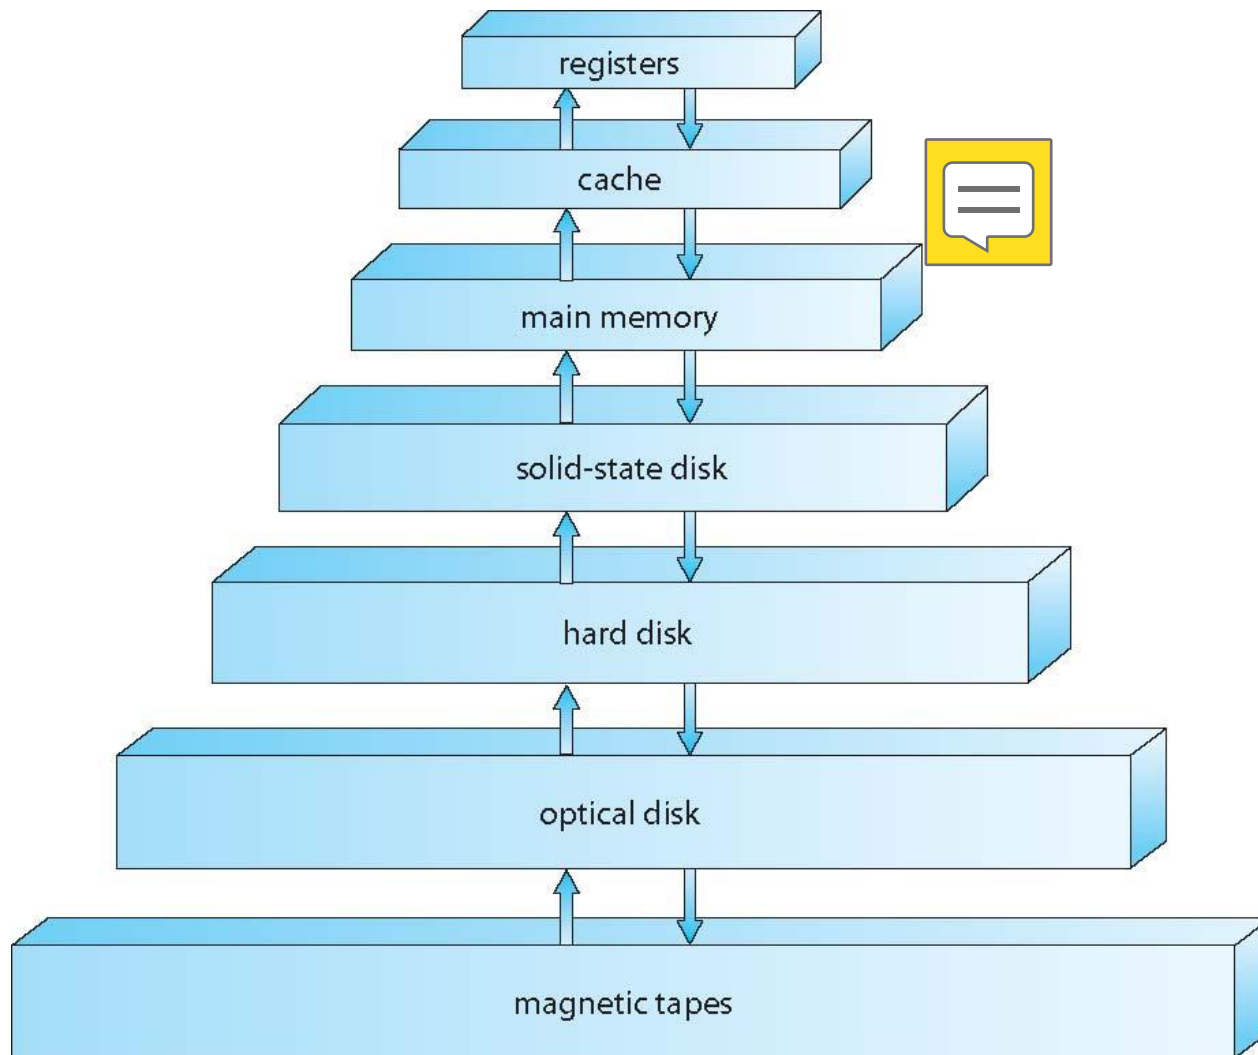 registers
cache
main memory
solid-state disk
hard disk
optical disk
magnetic tapes